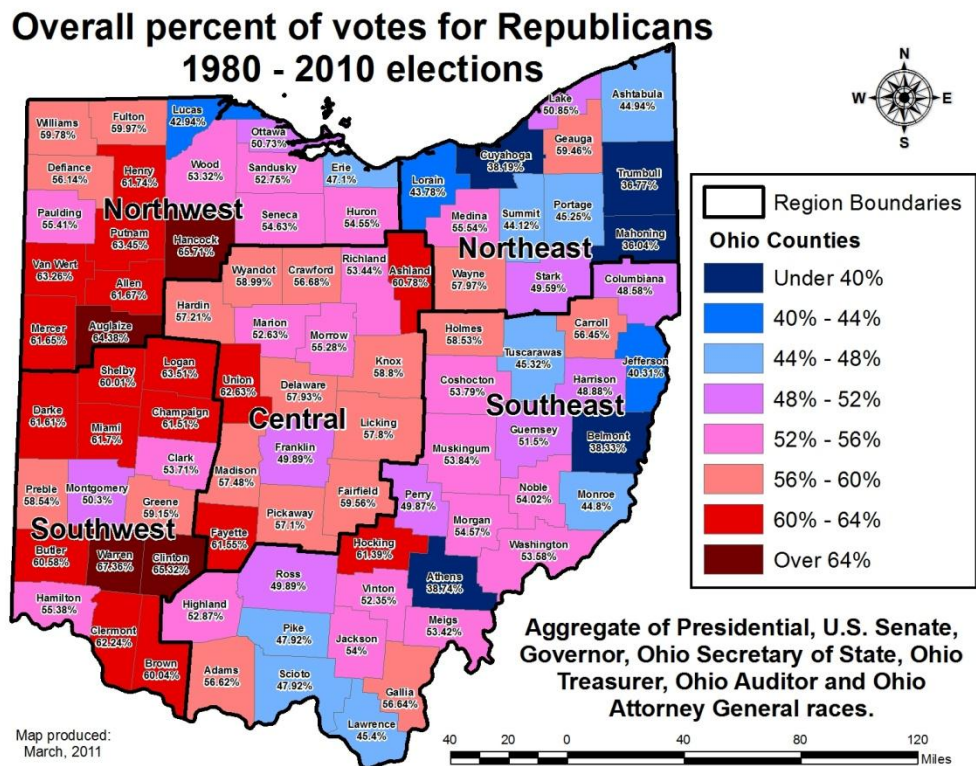 Overall percent of votes for Republicans
1980 - 2010 elections
N
W
E
S
Williams
59.78%
Fulton
59.97%
Lucas
42.94%
Ottawa
50.73%
Defiance
56.14%
Henry
61.74%
Wood
53.32%
Sandusky
52.75%
Erie
47.1%
Paulding
55.41%
Northwest
Putnam
63.45%
Hancock
65.71%
Seneca
54.63%
Huron
54.55%
Van Wert
63.26%
Allen
61.67%
Mercer
61.65%
Auglaize
64.38%
Lorain
43.78%
Cuyahoga
38.19%
Lake
50.85%
Geauga
59.46%
Ashtabula
44.94%
Trumbull
36.77%
Medina
55.54%
Summit
44.12%
Portage
45.25%
Mahoning
36.04%
Northeast
Wayne
57.97%
Stark
49.59%
Columbiana
48.58%
Wyandot
58.99%
Crawford
56.68%
Richland
53.44%
Ashland
60.78%
Hardin
57.21%
Marion
52.63%
Morrow
55.28%
Knox
58.8%
Union
62.63%
Delaware
57.93%
Central
Licking
57.8%
Franklin
49.89%
Madison
57.48%
Fairfield
59.56%
Pickaway
57.1%
Fayette
61.55%
Shelby
60.01%
Logan
63.51%
Darke
61.61%
Miami
61.7%
Champaign
61.51%
Clark
53.71%
Preble
58.54%
Montgomery
50.3%
Greene
59.15%
Southwest
Butler
60.58%
Warren
67.36%
Clinton
65.32%
Hamilton
55.38%
Clermont
62.24%
Brown
60.04%
Holmes
58.53%
Tuscarawas
45.32%
Carroll
56.45%
Jefferson
40.31%
Coshocton
53.79%
Harrison
48.88%
Southeast
Guernsey
51.5%
Belmont
38.33%
Muskingum
53.84%
Noble
54.02%
Monroe
44.8%
Perry
49.87%
Morgan
54.57%
Washington
53.58%
Hocking
61.39%
Athens
38.74%
Ross
49.89%
Vinton
52.35%
Meigs
53.42%
Highland
52.87%
Pike
47.92%
Jackson
54%
Adams
56.62%
Scioto
47.92%
Gallia
56.64%
Lawrence
45.4%
Region Boundaries
Ohio Counties
Under 40%
40% - 44%
44% - 48%
48% - 52%
52% - 56%
56% - 60%
60% - 64%
Over 64%
Aggregate of Presidential, U.S. Senate,
Governor, Ohio Secretary of State, Ohio
Treasurer, Ohio Auditor and Ohio
Attorney General races.
Map produced:
March, 2011
40 20 0 40 80 120
Miles